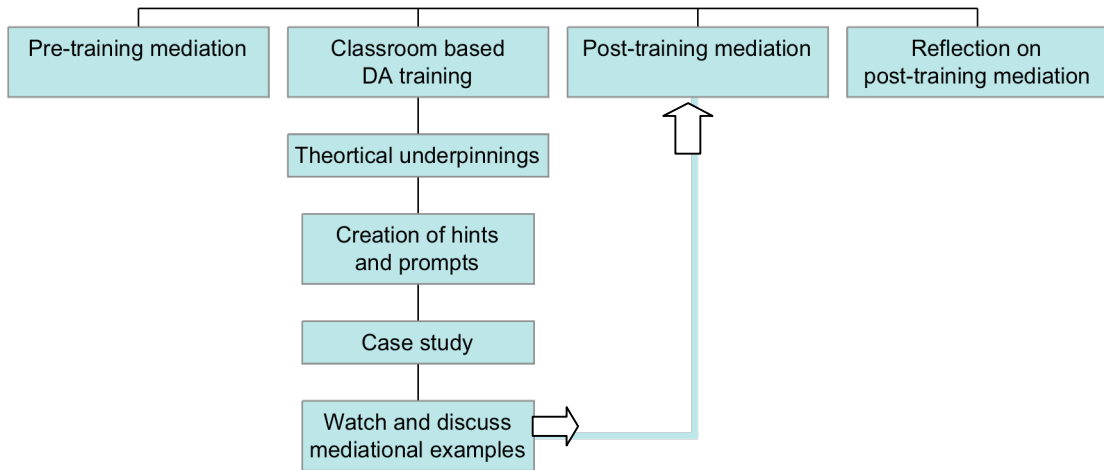 Pre-training mediation
Classroom based
DA training
Post-training mediation
Reflection on
post-training mediation
Theortical underpinnings
Creation of hints
and prompts
Case study
Watch and discuss
mediational examples